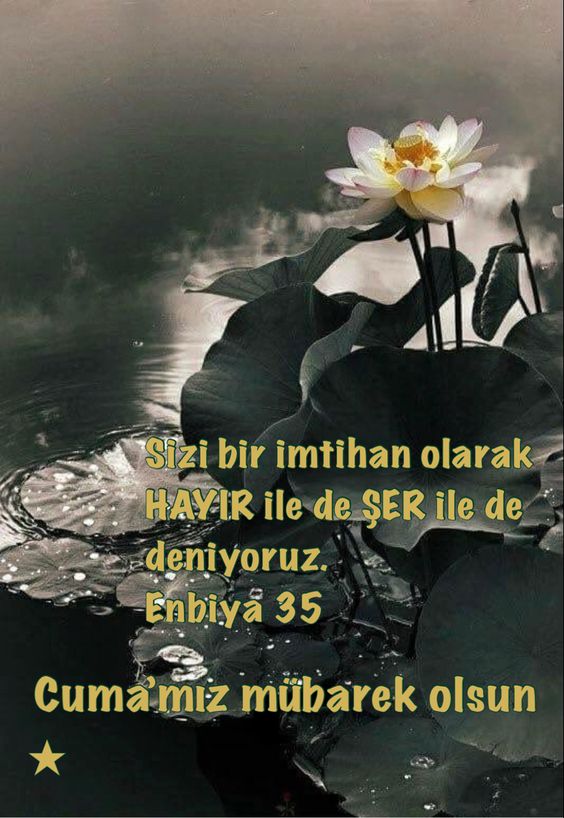 Sizi bir imtihan olarak
HAYIR ile de ŞER ile de
deniyoruz.
Enbiya 35
Cuma'mız mübarek olsun